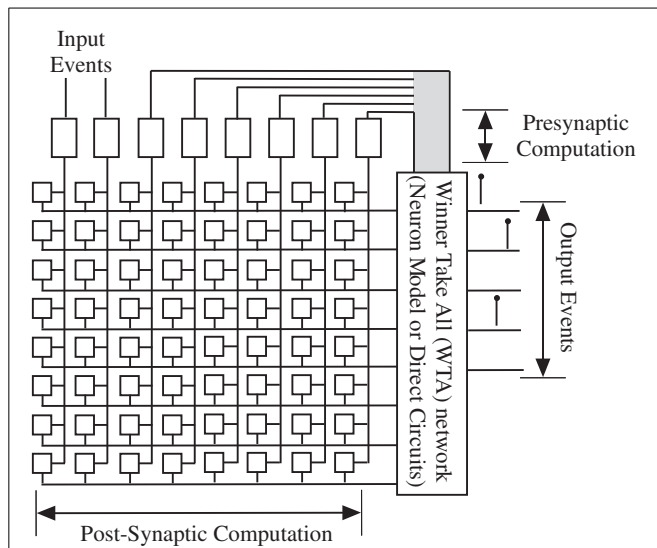 Input
Events
Presynaptic
Computation
Winner Take All (WTA) network
(Neuron Model or Direct Circuits)
Output Events
Post-Synaptic Computation